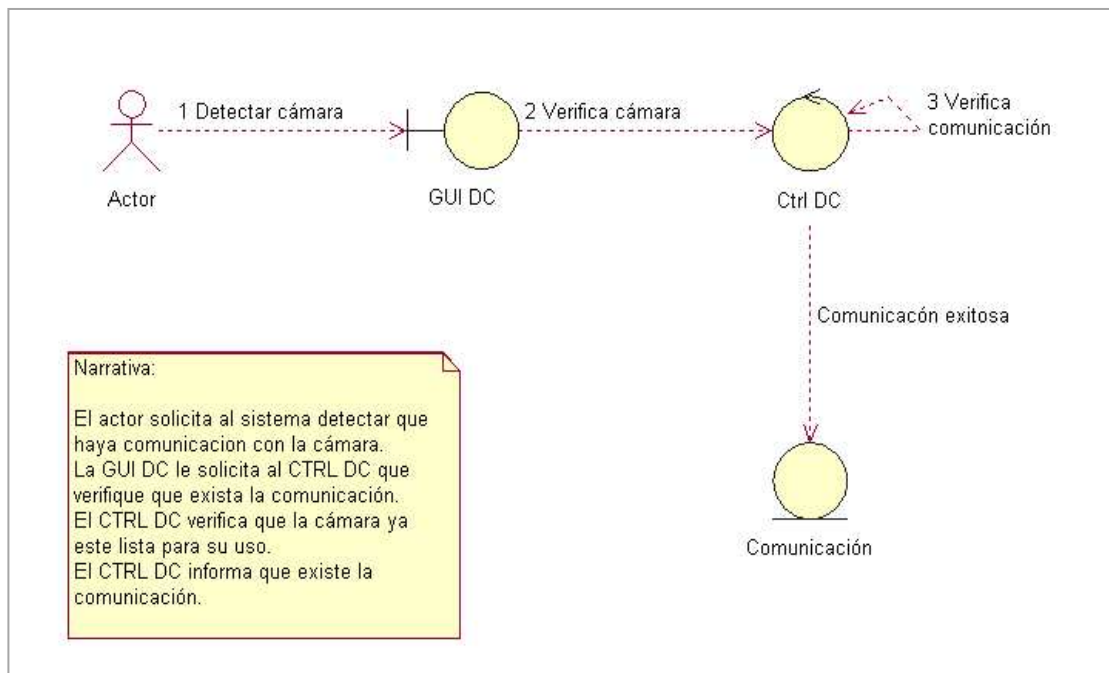 1 Detectar cámara
2 Verifica cámara
3 Verifica
comunicación
Actor
GUI DC
Ctrl DC
Comunicacón exitosa
Comunicación
Narrativa:
El actor solicita al sistema detectar que
haya comunicacion con la cámara.
La GUI DC le solicita al CTRL DC que
verifique que exista la comunicación.
El CTRL DC verifica que la cámara ya
este lista para su uso.
El CTRL DC informa que existe la
comunicación.